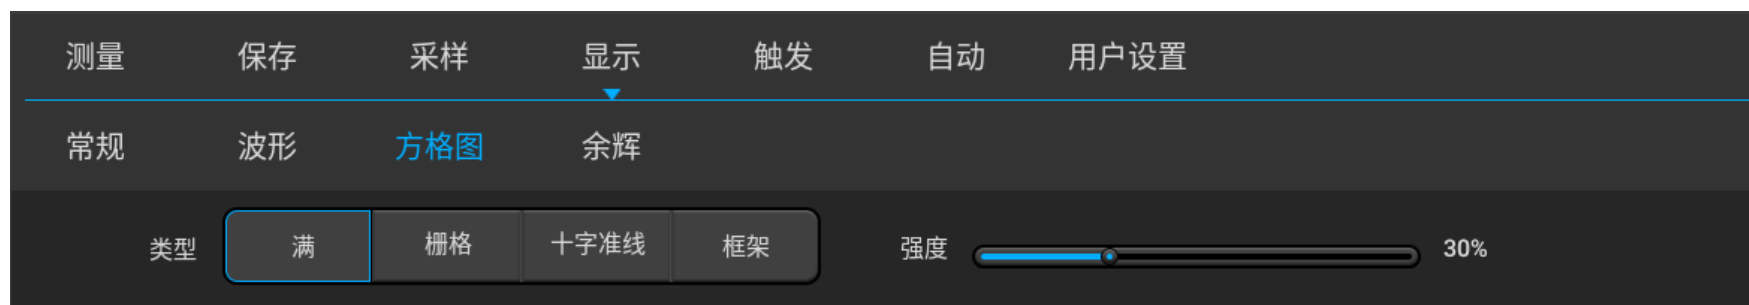 测量 保存 采样 显示 触发 自动 用户设置
常规 波形 方格图 余辉
类型 满 栅格 十字准线 框架 强度 30%